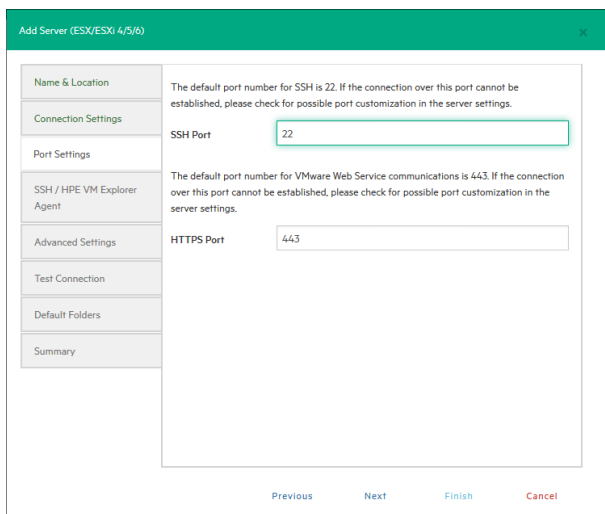 Add Server (ESX/ESXi 4/5/6)
×
Name & Location
Connection Settings
Port Settings
SSH / HPE VM Explorer
Agent
Advanced Settings
Test Connection
Default Folders
Summary
The default port number for SSH is 22. If the connection over this port cannot be
established, please check for possible port customization in the server settings.
SSH Port 22
The default port number for VMware Web Service communications is 443. If the connection
over this port cannot be established, please check for possible port customization in the
server settings.
HTTPS Port 443
Previous Next Finish Cancel